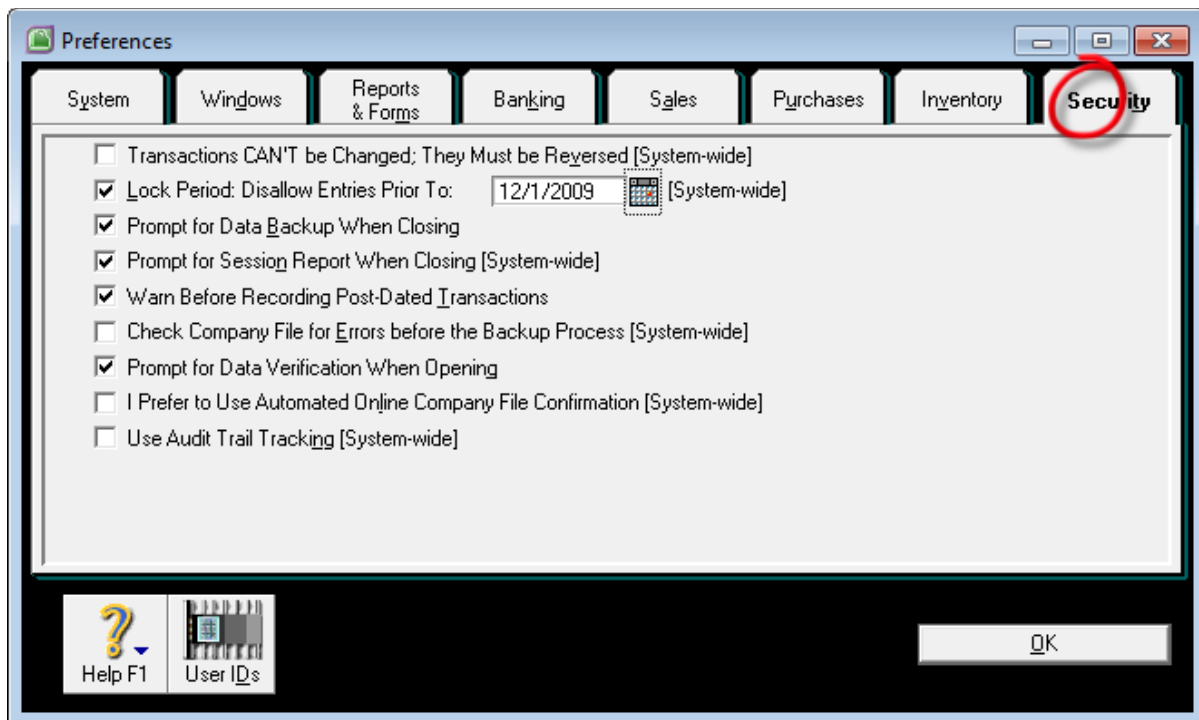 Preferences
System
Windows
Reports
& Forms
Banking
Sales
Purchases
Inventory
Security
Transactions CAN'T be Changed; They Must be Reversed [System-wide]
Lock Period: Disallow Entries Prior To: 12/1/2009 [System-wide]
Prompt for Data Backup When Closing
Prompt for Session Report When Closing [System-wide]
Warn Before Recording Post-Dated Transactions
Check Company File for Errors before the Backup Process [System-wide]
Prompt for Data Verification When Opening
I Prefer to Use Automated Online Company File Confirmation [System-wide]
Use Audit Trail Tracking [System-wide]
Help F1
User IDs
OK